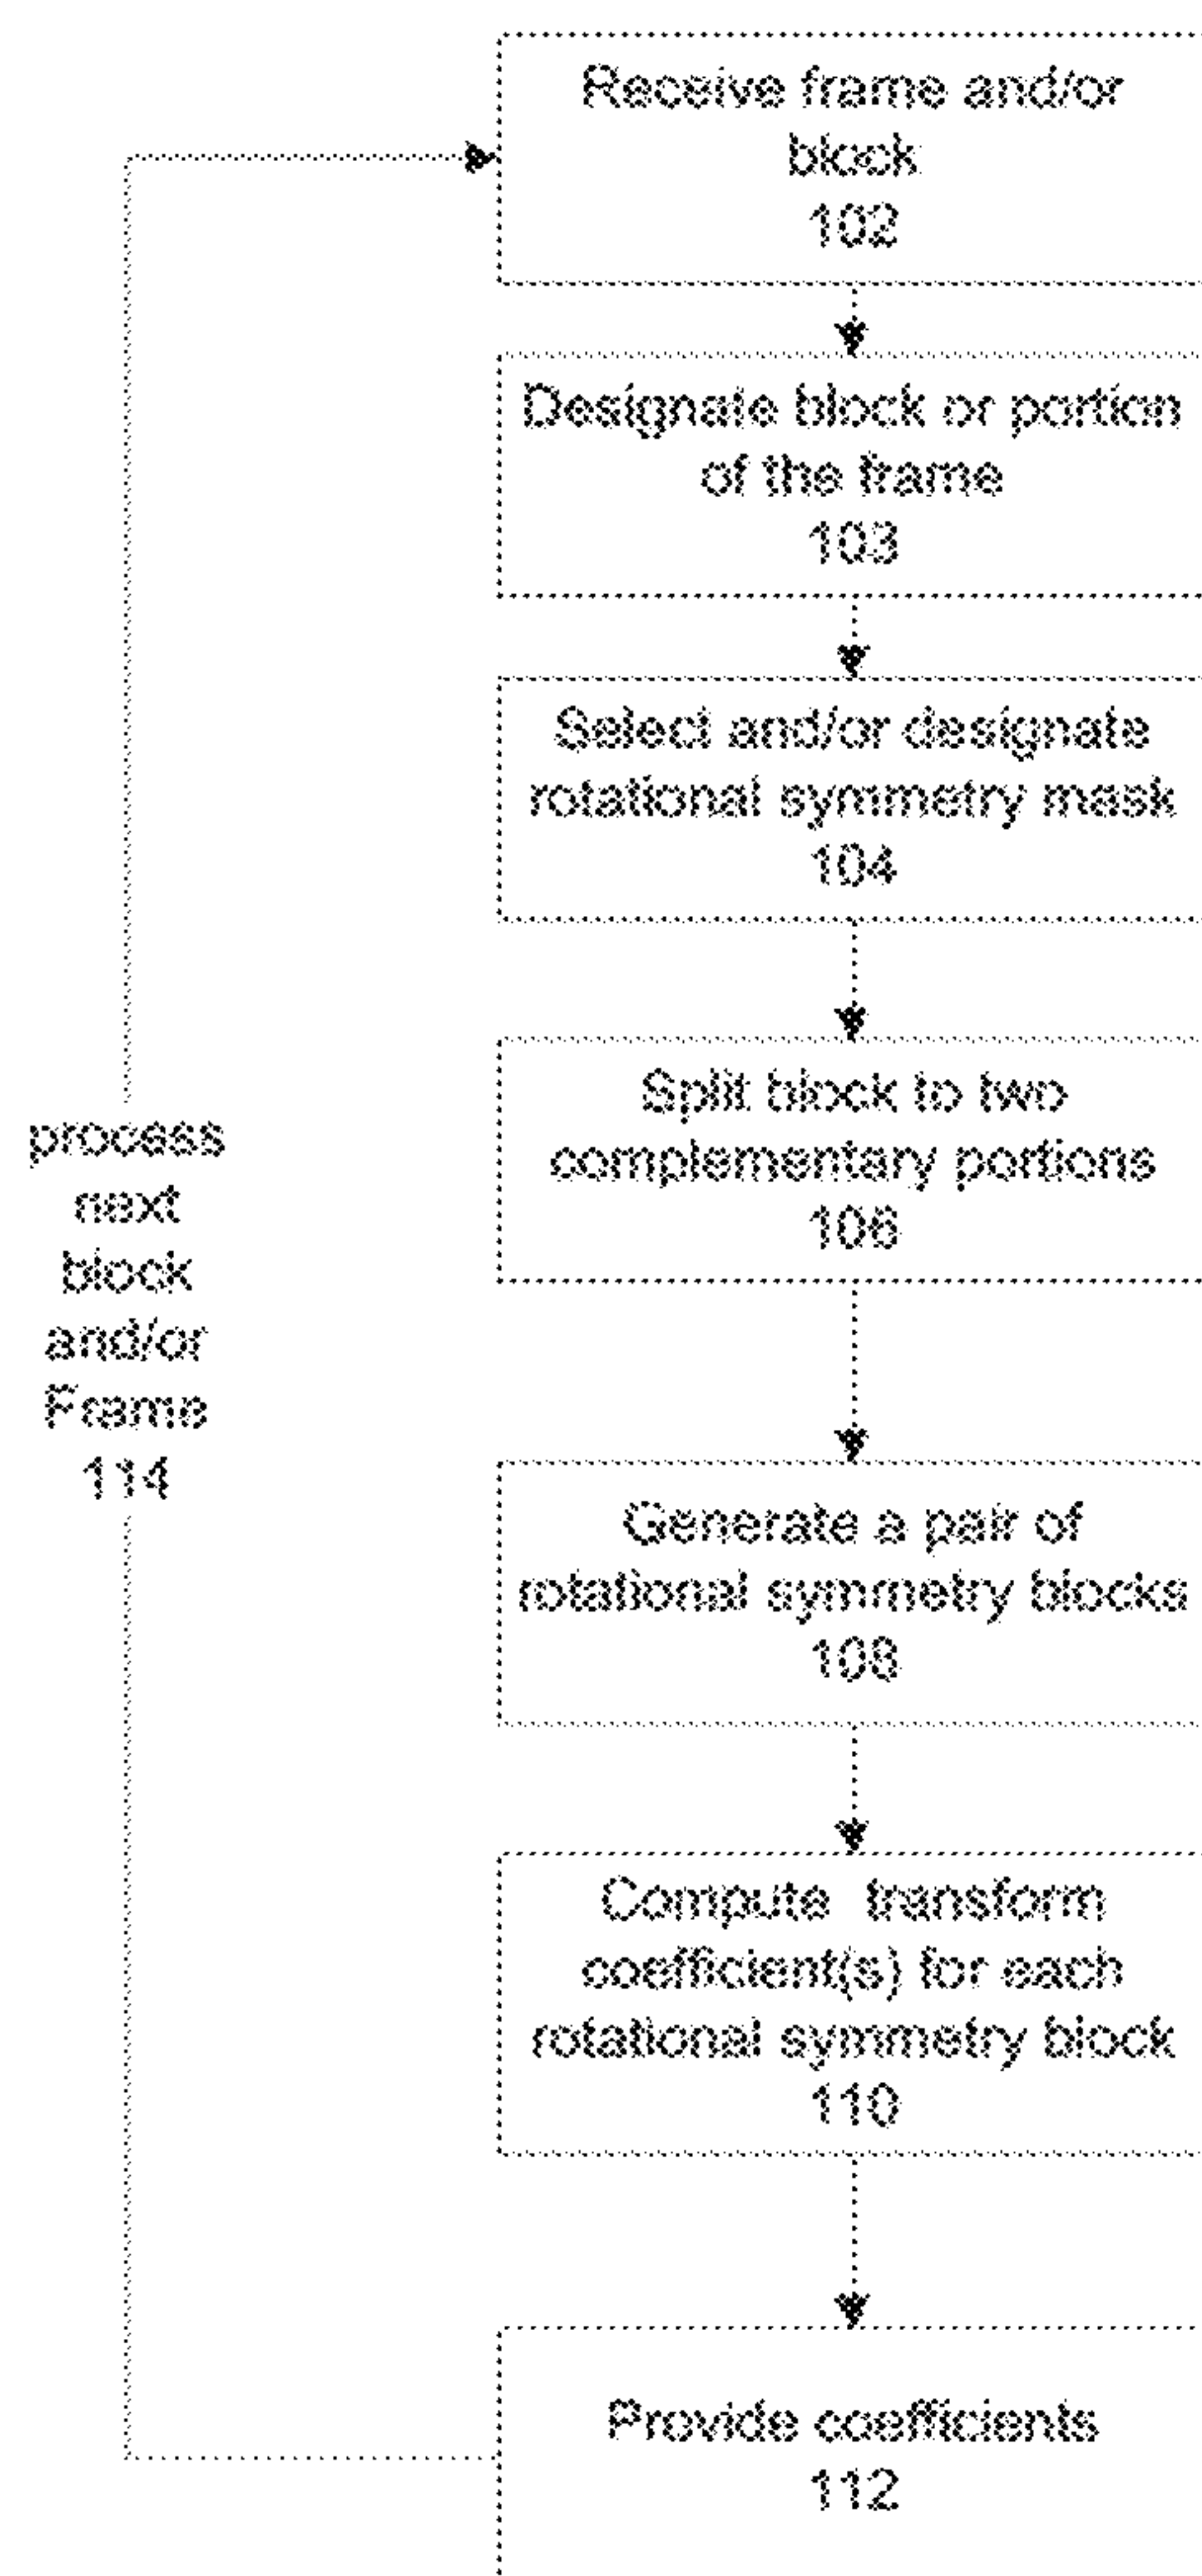 Receive frame and/or
block
102
Designate block or portion
of the frame
103
Select and/or designate
rotational symmetry mask
104
Split block to two
complementary portions
106
Generate a pair of
rotational symmetry blocks
108
Compute transform
coefficient(s) for each
rotational symmetry block
110
Provide coefficients
112
process
next
block
and/or
Frame
114